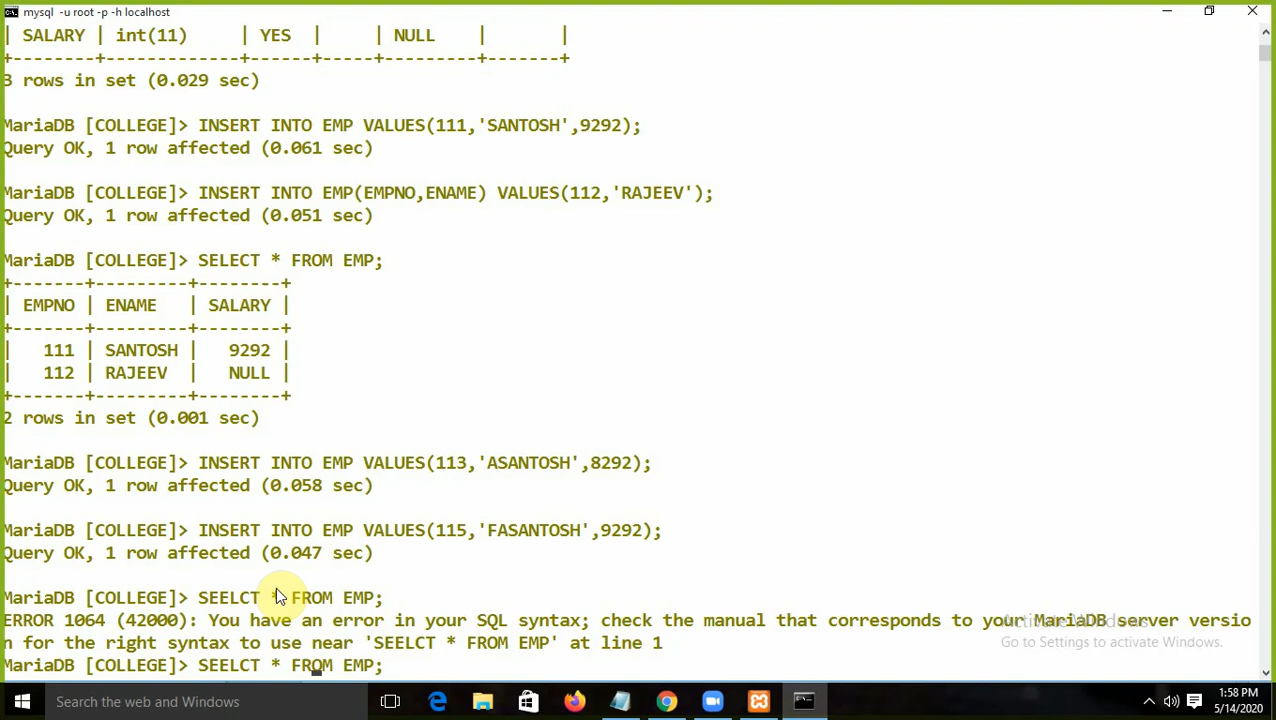 mysql -u root -p -h localhost
| SALARY | int(11)     | YES  |     | NULL    |       |
+--------+-------------+------+-----+---------+-------+
3 rows in set (0.029 sec)
MariaDB [COLLEGE]> INSERT INTO EMP VALUES(111,'SANTOSH',9292);
Query OK, 1 row affected (0.061 sec)
MariaDB [COLLEGE]> INSERT INTO EMP(EMPNO,ENAME) VALUES(112,'RAJEEV');
Query OK, 1 row affected (0.051 sec)
MariaDB [COLLEGE]> SELECT * FROM EMP;
+-------+---------+--------+
| EMPNO | ENAME   | SALARY |
+-------+---------+--------+
|   111 | SANTOSH |   9292 |
|   112 | RAJEEV  |   NULL |
+-------+---------+--------+
2 rows in set (0.001 sec)
MariaDB [COLLEGE]> INSERT INTO EMP VALUES(113,'ASANTOSH',8292);
Query OK, 1 row affected (0.058 sec)
MariaDB [COLLEGE]> INSERT INTO EMP VALUES(115,'FASANTOSH',9292);
Query OK, 1 row affected (0.047 sec)
MariaDB [COLLEGE]> SEELCT * FROM EMP;
ERROR 1064 (42000): You have an error in your SQL syntax; check the manual that corresponds to your MariaDB server versio
n for the right syntax to use near 'SEELCT * FROM EMP' at line 1
MariaDB [COLLEGE]> SEELCT * FROM EMP;
Activate Windows
Go to Settings to activate Windows.
Search the web and Windows
1:58 PM
5/14/2020